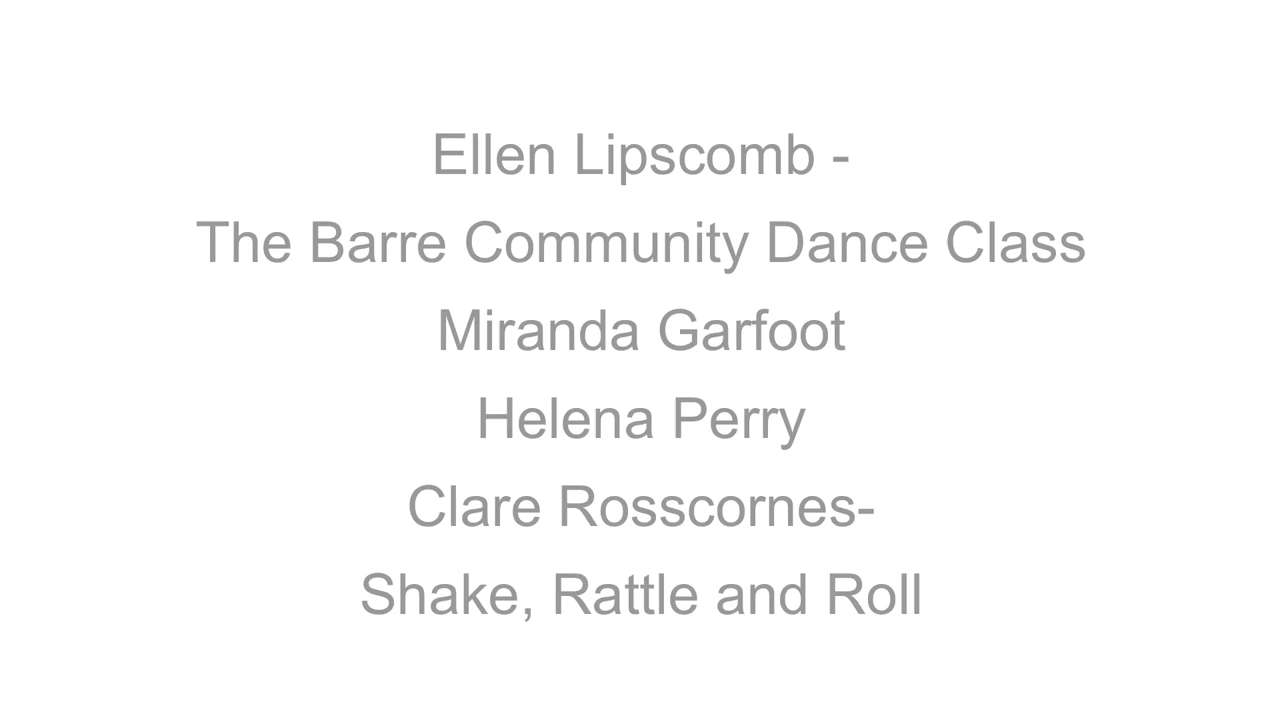 Ellen Lipscomb -
The Barre Community Dance Class
Miranda Garfoot
Helena Perry
Clare Rosscornes-
Shake, Rattle and Roll